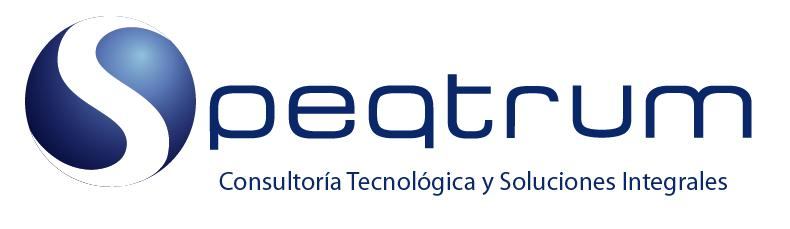 Speqtrum
Consultoría Tecnológica y Soluciones Integrales